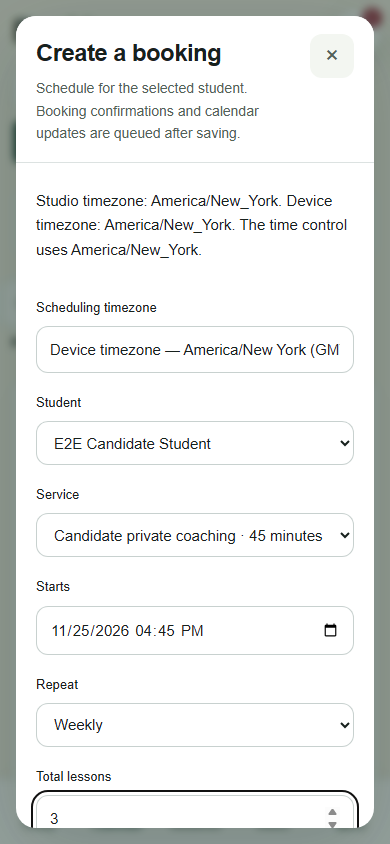 Create a booking
×
Schedule for the selected student.
Booking confirmations and calendar
updates are queued after saving.
Studio timezone: America/New_York. Device
timezone: America/New_York. The time control
uses America/New_York.
Scheduling timezone
Device timezone — America/New York (GM
Student
E2E Candidate Student
Service
Candidate private coaching · 45 minutes
Starts
11/25/2026 04:45 PM
Repeat
Weekly
Total lessons
3